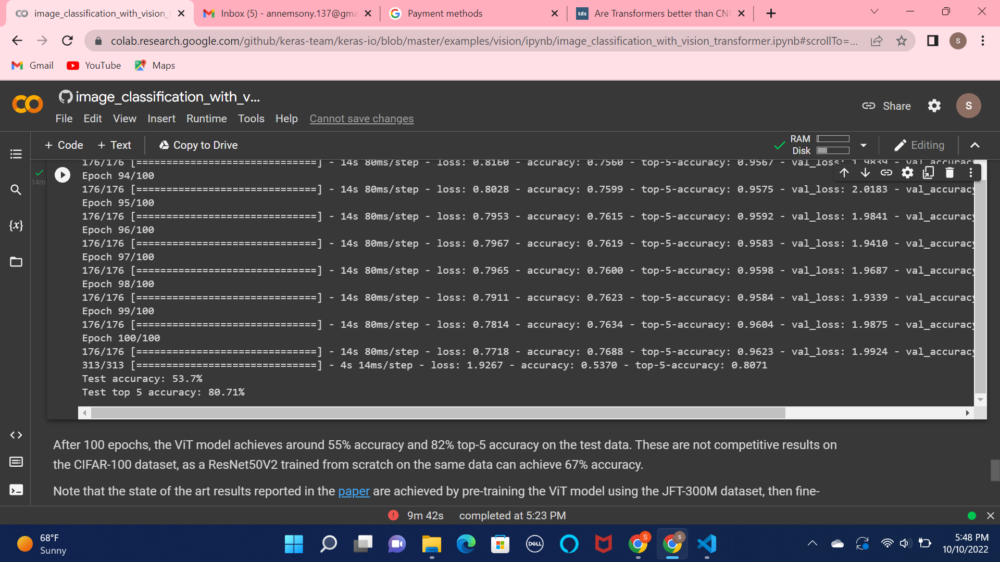 image_classification_with_vision_t
Inbox (5) - annemsony.137@gma
Payment methods
tds
Are Transformers better than CN
colab.research.google.com/github/keras-team/keras-io/blob/master/examples/vision/ipynb/image_classification_with_vision_transformer.ipynb#scrollTo=...
S
Gmail
YouTube
Maps
image_classification_with_v...
File Edit View Insert Runtime Tools Help Cannot save changes
Share
S
+ Code + Text Copy to Drive
RAM
Disk
Editing
176/176 [==============================] - 14s 80ms/step - loss: 0.8160 - accuracy: 0.7560 - top-5-accuracy: 0.9567 - val_loss: 1.9839 - val_accuracy
14m
Epoch 94/100
176/176 [==============================] - 14s 80ms/step - loss: 0.8028 - accuracy: 0.7599 - top-5-accuracy: 0.9575 - val_loss: 2.0183 - val_accuracy
Epoch 95/100
176/176 [==============================] - 14s 80ms/step - loss: 0.7953 - accuracy: 0.7615 - top-5-accuracy: 0.9592 - val_loss: 1.9841 - val_accuracy
Epoch 96/100
176/176 [==============================] - 14s 80ms/step - loss: 0.7967 - accuracy: 0.7619 - top-5-accuracy: 0.9583 - val_loss: 1.9410 - val_accuracy
Epoch 97/100
176/176 [==============================] - 14s 80ms/step - loss: 0.7965 - accuracy: 0.7600 - top-5-accuracy: 0.9598 - val_loss: 1.9687 - val_accuracy
Epoch 98/100
176/176 [==============================] - 14s 80ms/step - loss: 0.7911 - accuracy: 0.7623 - top-5-accuracy: 0.9584 - val_loss: 1.9339 - val_accuracy
Epoch 99/100
176/176 [==============================] - 14s 80ms/step - loss: 0.7814 - accuracy: 0.7634 - top-5-accuracy: 0.9604 - val_loss: 1.9875 - val_accuracy
Epoch 100/100
176/176 [==============================] - 14s 80ms/step - loss: 0.7718 - accuracy: 0.7688 - top-5-accuracy: 0.9623 - val_loss: 1.9924 - val_accuracy
313/313 [==============================] - 4s 14ms/step - loss: 1.9267 - accuracy: 0.5370 - top-5-accuracy: 0.8071
Test accuracy: 53.7%
Test top 5 accuracy: 80.71%
After 100 epochs, the ViT model achieves around 55% accuracy and 82% top-5 accuracy on the test data. These are not competitive results on
the CIFAR-100 dataset, as a ResNet50V2 trained from scratch on the same data can achieve 67% accuracy.
Note that the state of the art results reported in the paper are achieved by pre-training the ViT model using the JFT-300M dataset, then fine-
9m 42s completed at 5:23 PM
68°F
Sunny
DELL
S
S
5:48 PM
10/10/2022